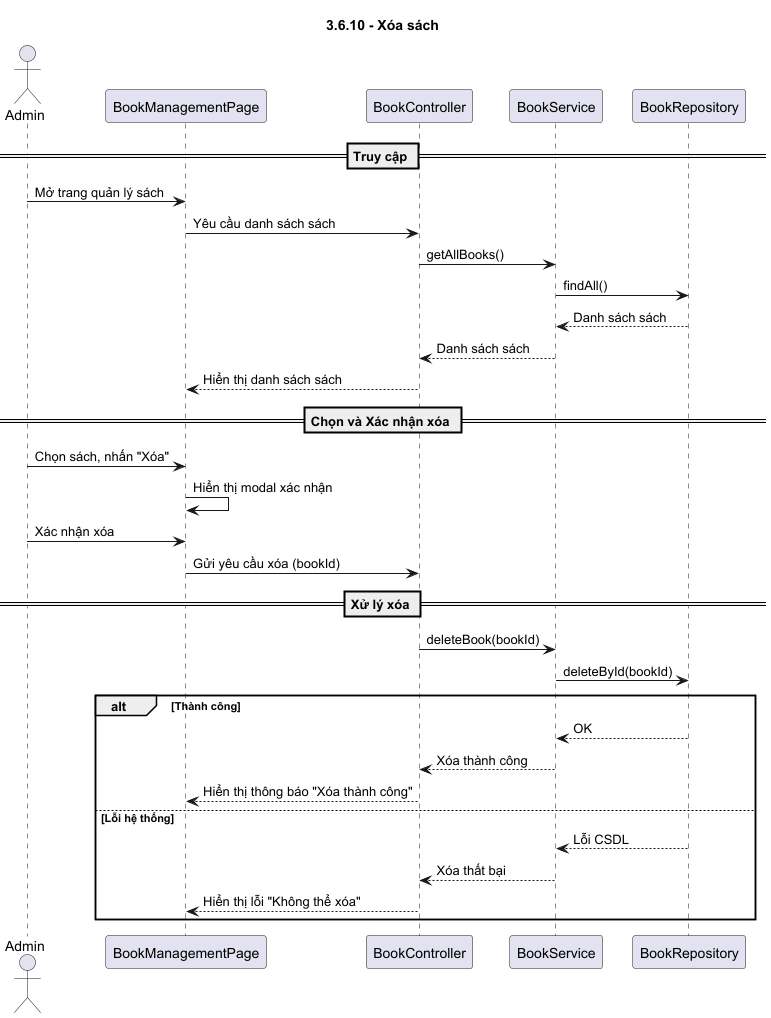 3.6.10 - Xóa sách
Admin
BookManagementPage
BookController
BookService
BookRepository
Truy cập
Mở trang quản lý sách
Yêu cầu danh sách sách
getAllBooks()
findAll()
Danh sách sách
Danh sách sách
Hiển thị danh sách sách
Chọn và Xác nhận xóa
Chọn sách, nhấn "Xóa"
Hiển thị modal xác nhận
Xác nhận xóa
Gửi yêu cầu xóa (bookId)
Xử lý xóa
deleteBook(bookId)
deleteById(bookId)
alt
[Thành công]
OK
Xóa thành công
Hiển thị thông báo "Xóa thành công"
[Lỗi hệ thống]
Lỗi CSDL
Xóa thất bại
Hiển thị lỗi "Không thể xóa"
Admin
BookManagementPage
BookController
BookService
BookRepository